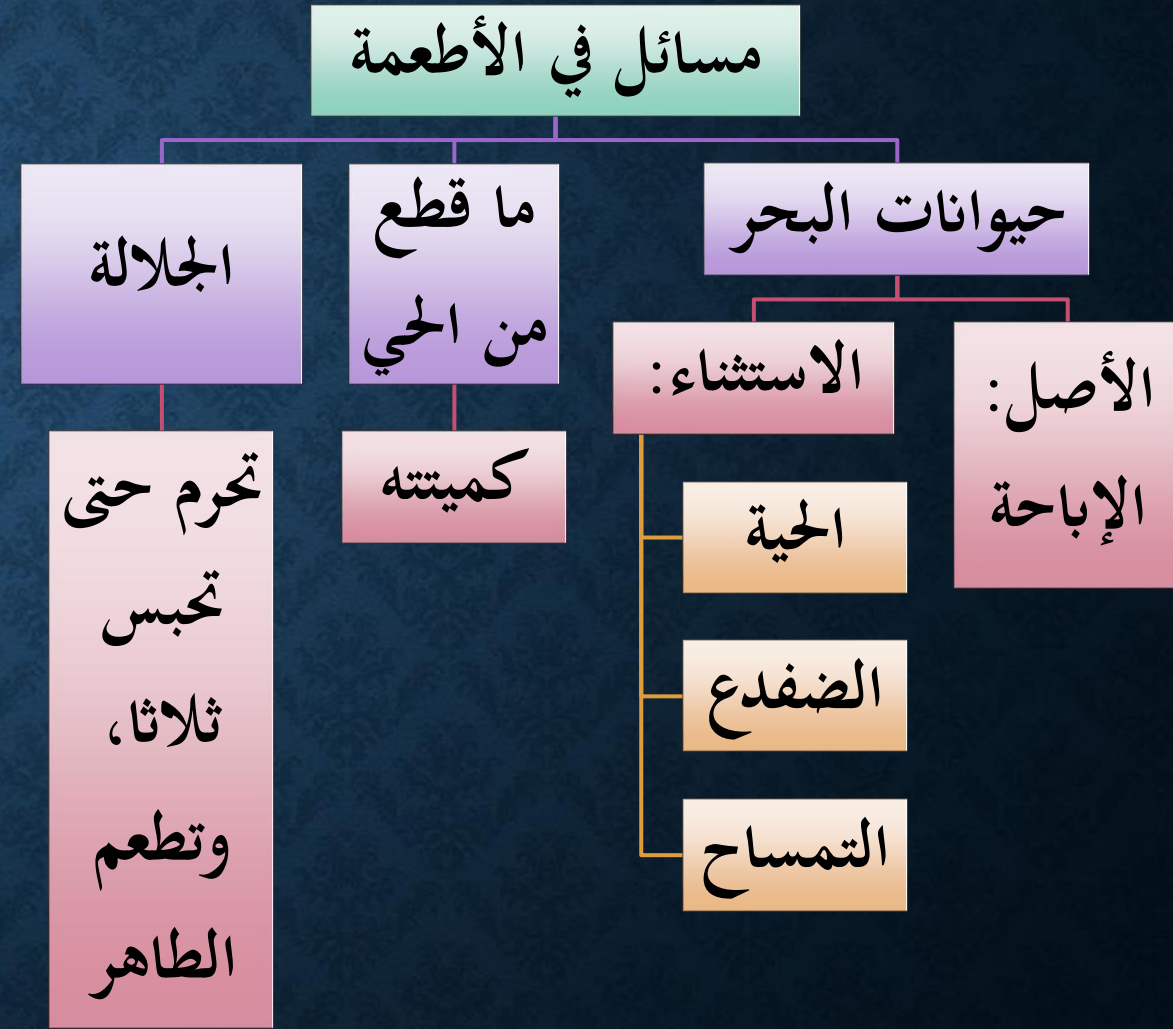 مسائل في الأطعمة
حيوانات البحر
الأصل:
الإباحة
الاستثناء:
الحية
الضفدع
التمساح
ما قطع
من الحي
كميتته
الجلالة
تحرم حتى
تحبس
ثلاثا،
وتطعم
الطاهر